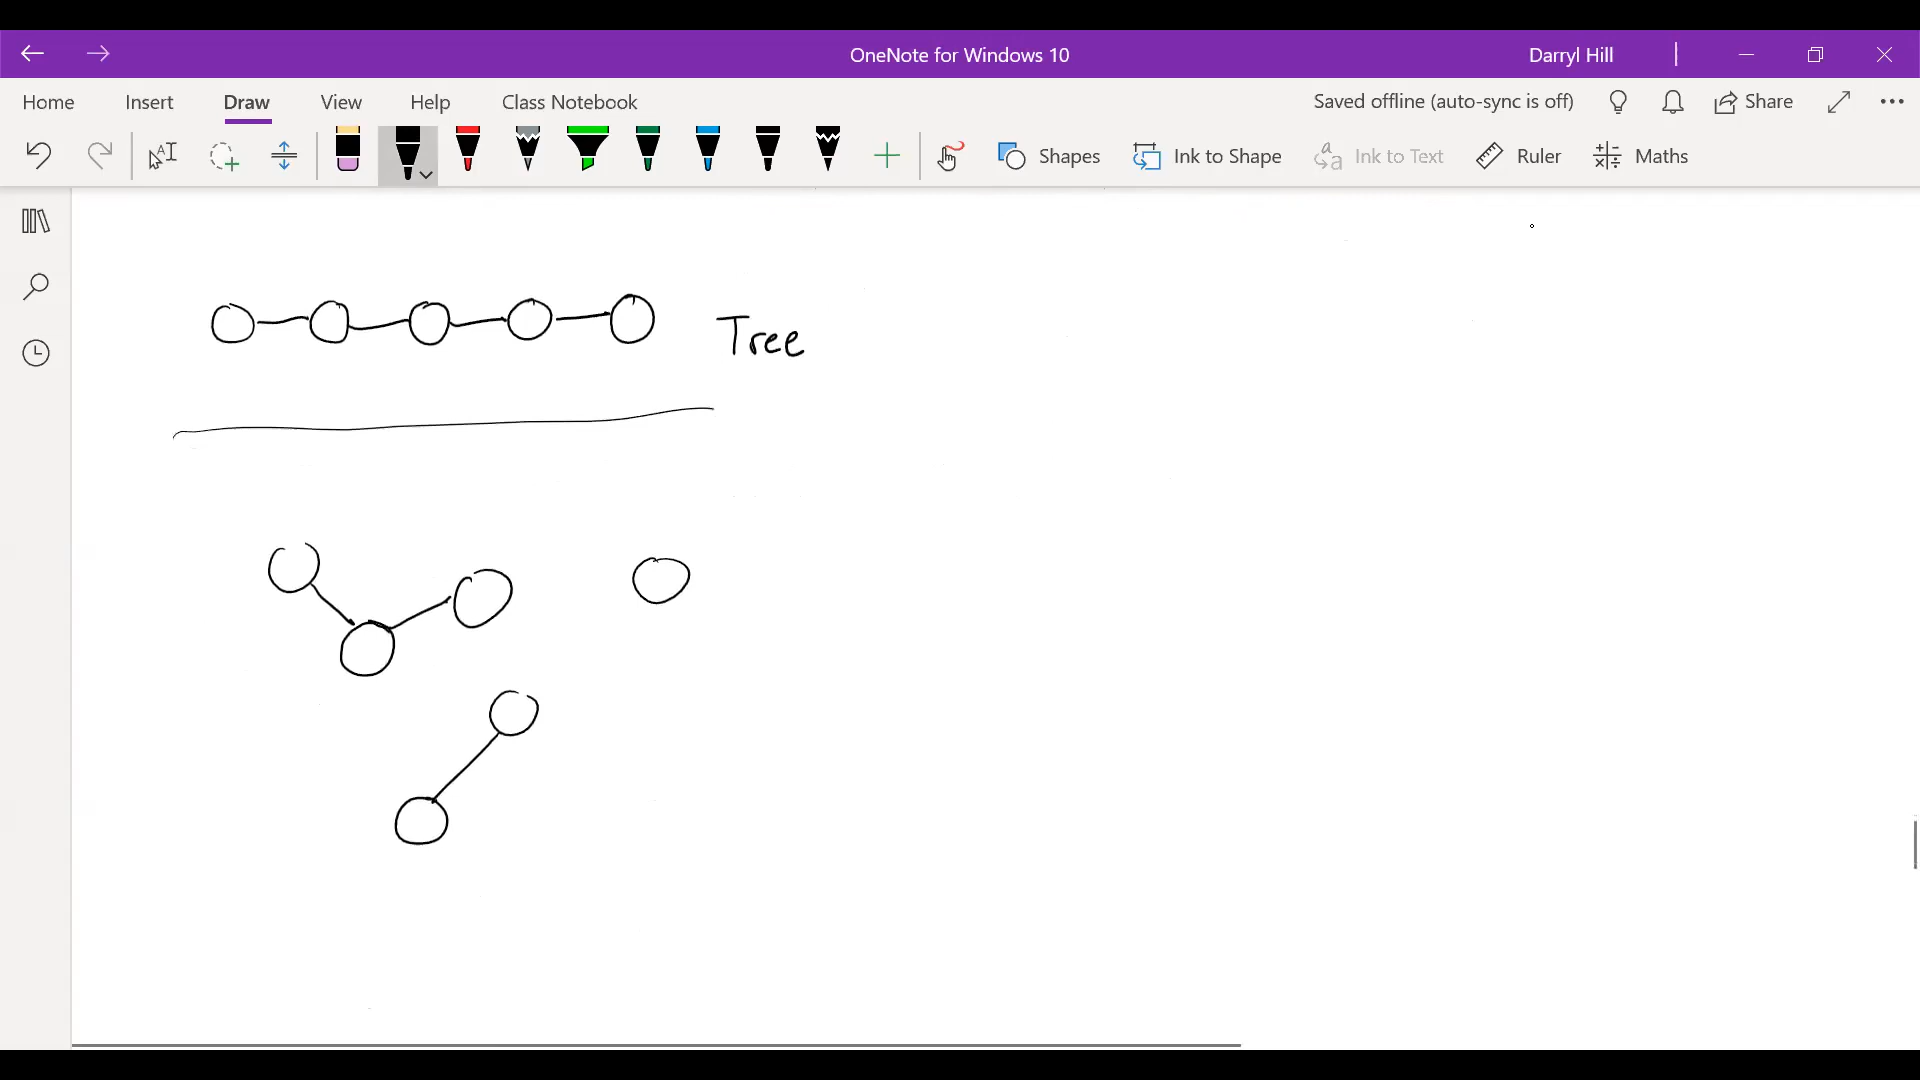 OneNote for Windows 10
Darryl Hill
Home Insert Draw View Help Class Notebook
Saved offline (auto-sync is off) Share
Shapes Ink to Shape Ink to Text Ruler Maths
Tree